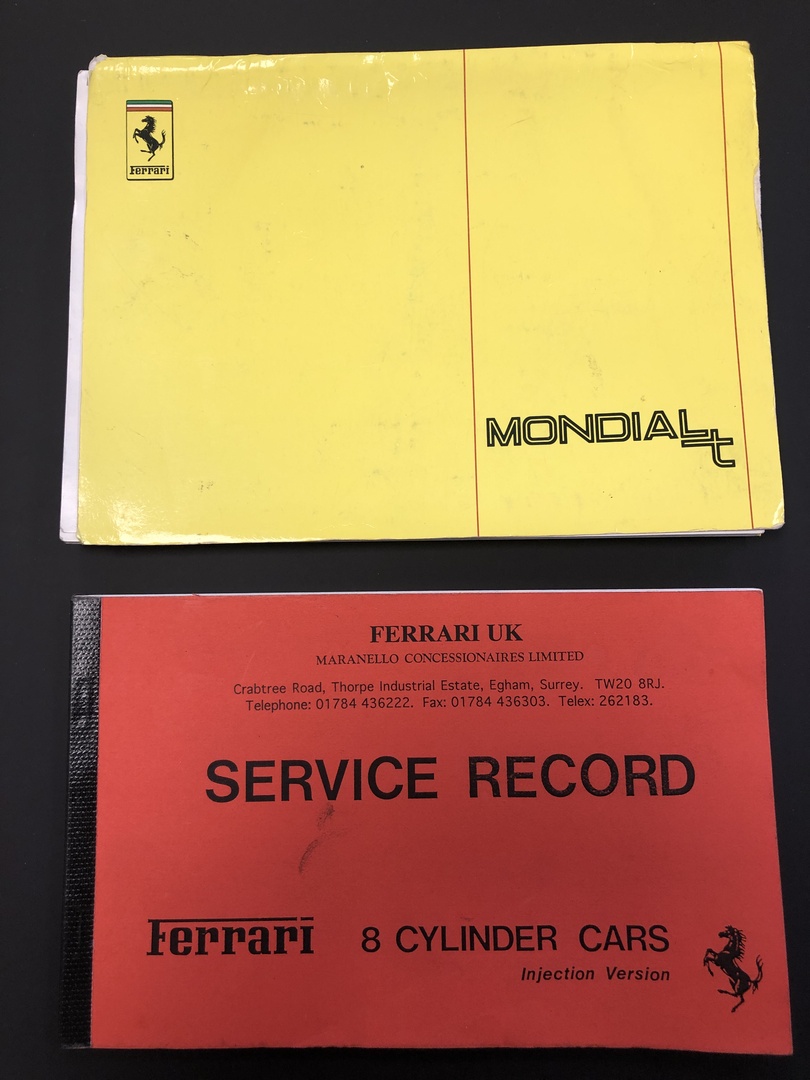 Ferrari
MONDIAL t
FERRARI UK
MARANELLO CONCESSIONAIRES LIMITED
Crabtree Road, Thorpe Industrial Estate, Egham, Surrey. TW20 8RJ.
Telephone: 01784 436222. Fax: 01784 436303. Telex: 262183.
SERVICE RECORD
Ferrari 8 CYLINDER CARS
Injection Version